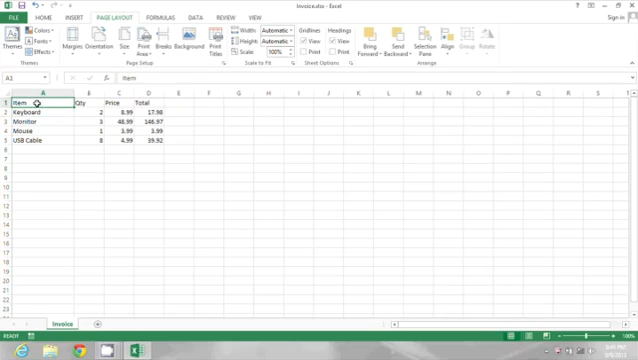 Invoice.xlsx - Excel
FILE HOME INSERT PAGE LAYOUT FORMULAS DATA REVIEW VIEW Sign in
Themes Colors Fonts Effects
Themes
Margins Orientation Size Print Area Breaks Background Print Titles
Page Setup
Width: Automatic
Height: Automatic
Scale: 100%
Scale to Fit
Gridlines Headings
View View
Print Print
Sheet Options
Bring Forward Send Backward Selection Pane Align Group Rotate
Arrange
A1 fx Item
A B C D E F G H I J K L M N O P Q R S T
1 Item Qty Price Total
2 Keyboard 2 8.99 17.98
3 Monitor 3 48.99 146.97
4 Mouse 1 3.99 3.99
5 USB Cable 8 4.99 39.92
6
7
8
9
10
11
12
13
14
15
16
17
18
19
20
21
22
23
Invoice
READY 100%